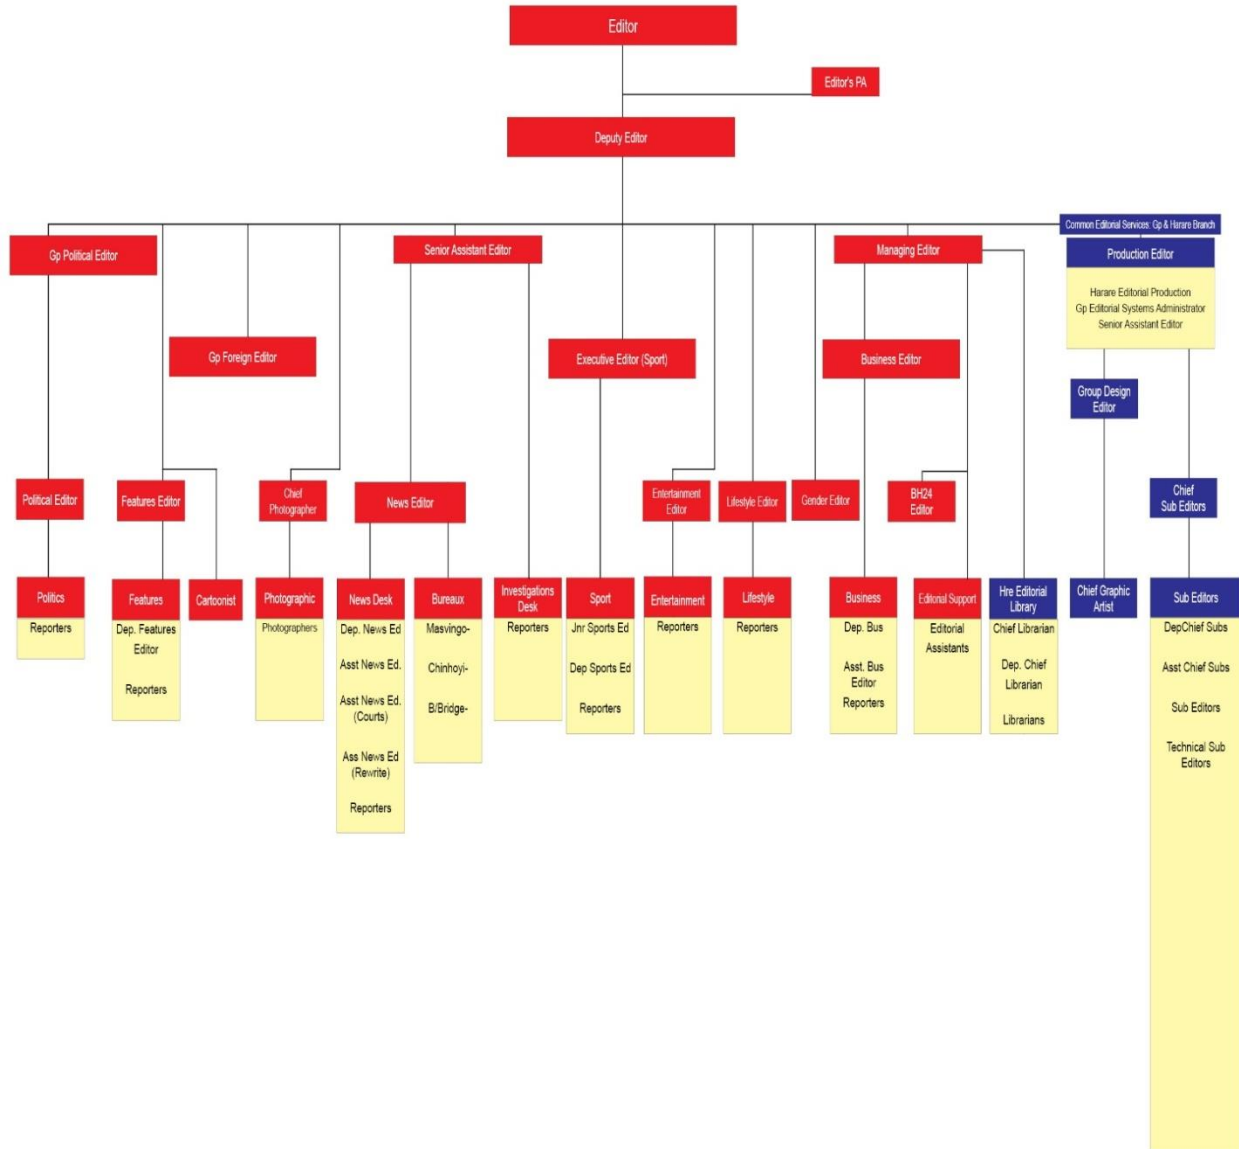 Editor
Editor's PA
Deputy Editor
Common Editorial Services: Gp & Harare Branch
Gp Political Editor
Senior Assistant Editor
Managing Editor
Production Editor
Harare Editorial Production
Gp Editorial Systems Administrator
Senior Assistant Editor
Gp Foreign Editor
Executive Editor (Sport)
Business Editor
Group Design
Editor
Political Editor
Features Editor
Chief
Photographer
News Editor
Entertainment
Editor
Lifestyle Editor
Gender Editor
BH24
Editor
Chief
Sub Editors
Politics
Reporters
Features
Dep. Features
Editor
Reporters
Cartoonist
Photographic
Photographers
News Desk
Dep. News Ed
Asst News Ed.
Asst News Ed.
(Courts)
Ass News Ed
(Rewrite)
Reporters
Bureaux
Masvingo-
Chinhoyi-
B/Bridge-
Investigations
Desk
Reporters
Sport
Jnr Sports Ed
Dep Sports Ed
Reporters
Entertainment
Reporters
Lifestyle
Reporters
Business
Dep. Bus
Asst. Bus
Editor
Reporters
Editorial Support
Editorial
Assistants
Hre Editorial
Library
Chief Librarian
Dep. Chief
Librarian
Librarians
Chief Graphic
Artist
Sub Editors
DepChief Subs
Asst Chief Subs
Sub Editors
Technical Sub
Editors